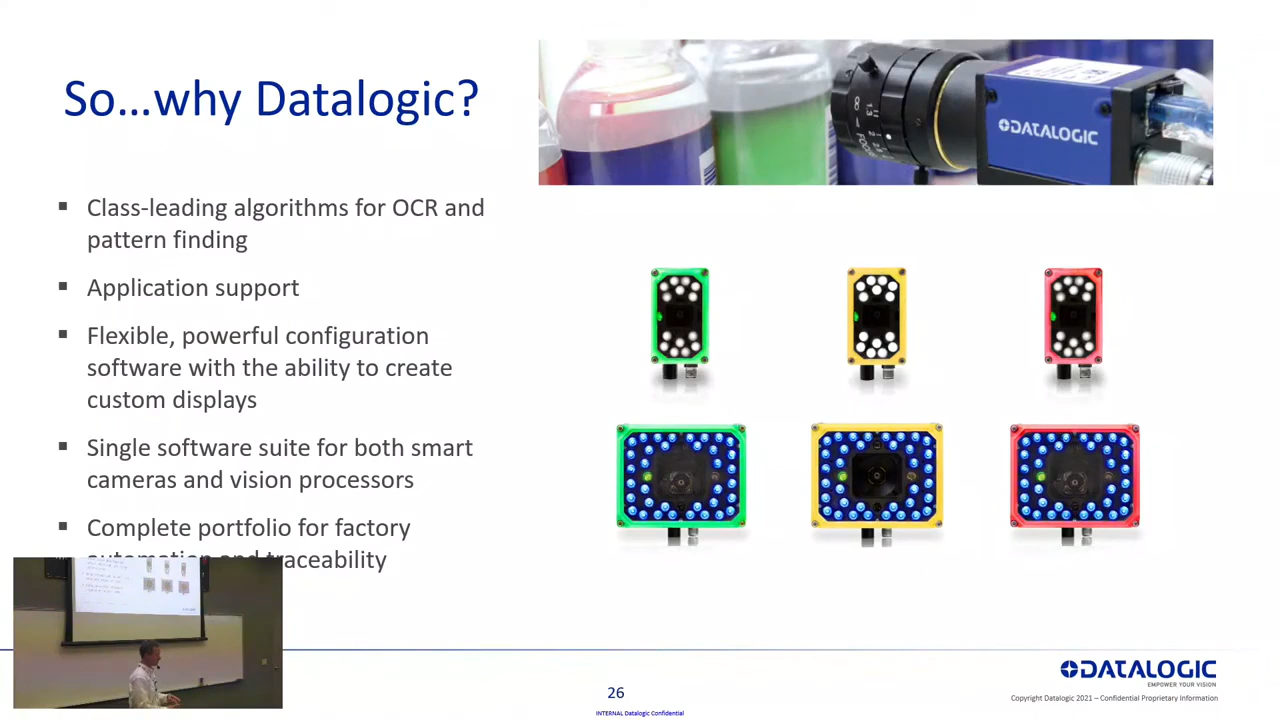 So…why Datalogic?
DATALOGIC
▪ Class-leading algorithms for OCR and
pattern finding
▪ Application support
▪ Flexible, powerful configuration
software with the ability to create
custom displays
▪ Single software suite for both smart
cameras and vision processors
▪ Complete portfolio for factory
automation and traceability
DATALOGIC
EMPOWER YOUR VISION
26
Copyright Datalogic 2021 – Confidential Proprietary Information
INTERNAL Datalogic Confidential